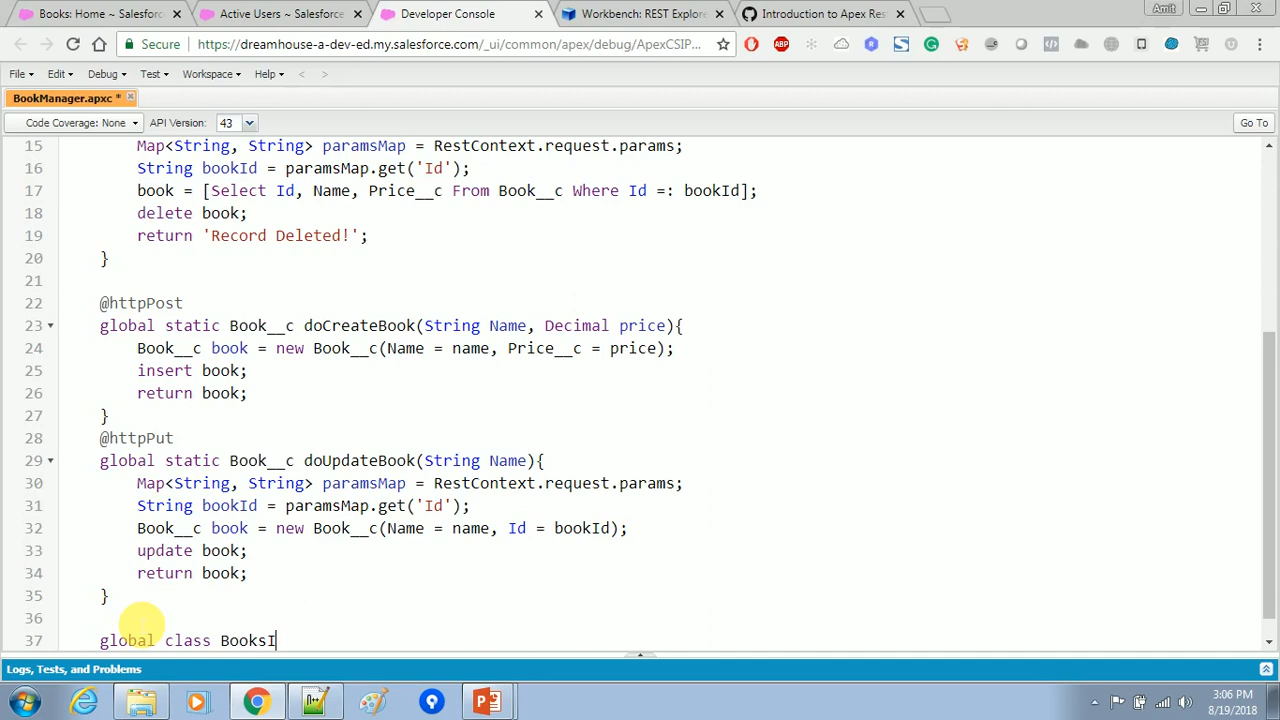 Books: Home ~ Salesforc
Active Users ~ Salesforce
Developer Console
Workbench: REST Explore
Introduction to Apex Res
Amit
Secure
https://dreamhouse-a-dev-ed.my.salesforce.com/_ui/common/apex/debug/ApexCSIP...
File
Edit
Debug
Test
Workspace
Help
<
>
BookManager.apxc *
Code Coverage: None
API Version:
43
Go To
15 Map<String, String> paramsMap = RestContext.request.params;
16 String bookId = paramsMap.get('Id');
17 book = [Select Id, Name, Price__c From Book__c Where Id =: bookId];
18 delete book;
19 return 'Record Deleted!';
20 }
21
22 @httpPost
23 global static Book__c doCreateBook(String Name, Decimal price){
24 Book__c book = new Book__c(Name = name, Price__c = price);
25 insert book;
26 return book;
27 }
28 @httpPut
29 global static Book__c doUpdateBook(String Name){
30 Map<String, String> paramsMap = RestContext.request.params;
31 String bookId = paramsMap.get('Id');
32 Book__c book = new Book__c(Name = name, Id = bookId);
33 update book;
34 return book;
35 }
36
37 global class BooksI
Logs, Tests, and Problems
3:06 PM
8/19/2018